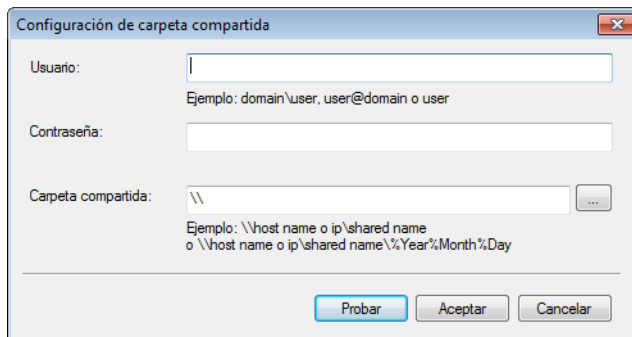 Configuración de carpeta compartida
Usuario:
Ejemplo: domain\user, user@domain o user
Contraseña:
Carpeta compartida: \\ ...
Ejemplo: \\host name o ip\shared name
o \\host name o ip\shared name\%Year%Month%Day
Probar Aceptar Cancelar